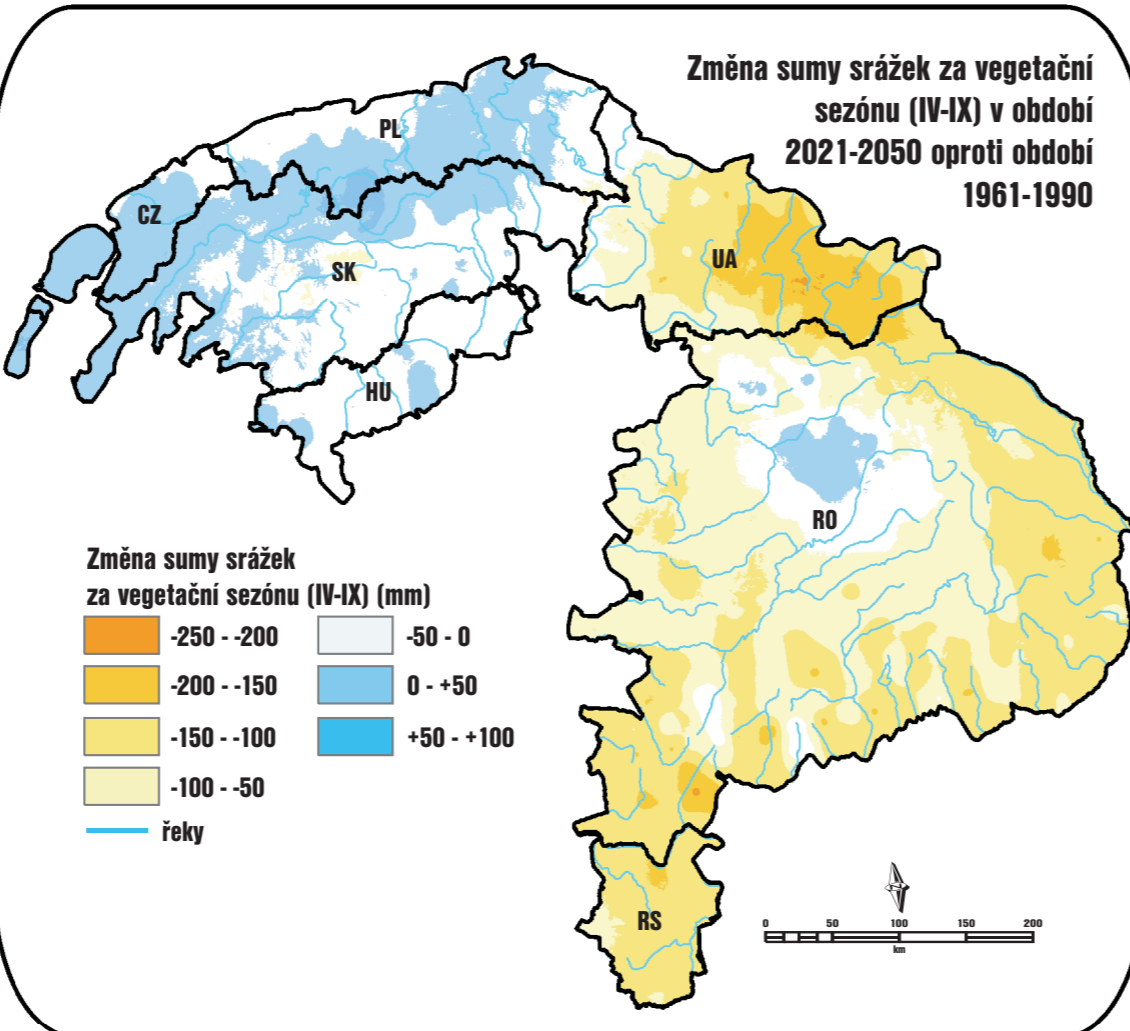 Změna sumy srážek za vegetační
sezónu (IV-IX) v období
2021-2050 oproti období
1961-1990
PL
CZ
SK
UA
HU
RO
RS
Změna sumy srážek
za vegetační sezónu (IV-IX) (mm)
-250 - -200
-50 - 0
-200 - -150
0 - +50
-150 - -100
+50 - +100
-100 - -50
řeky
0 50 100 150 200
km